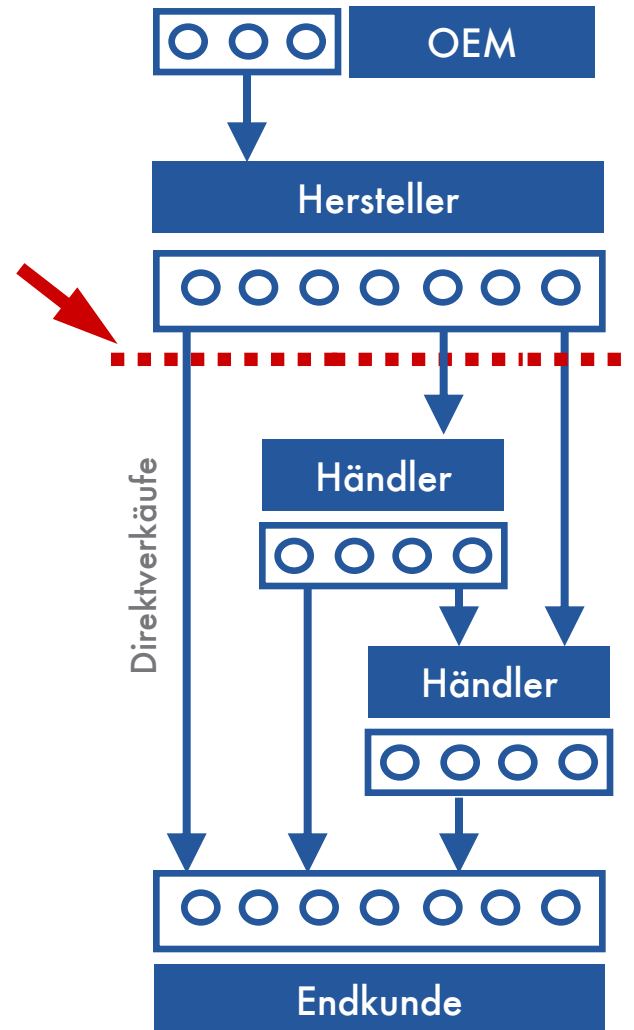 OEM
Hersteller
Direktverkäufe
Händler
Händler
Endkunde